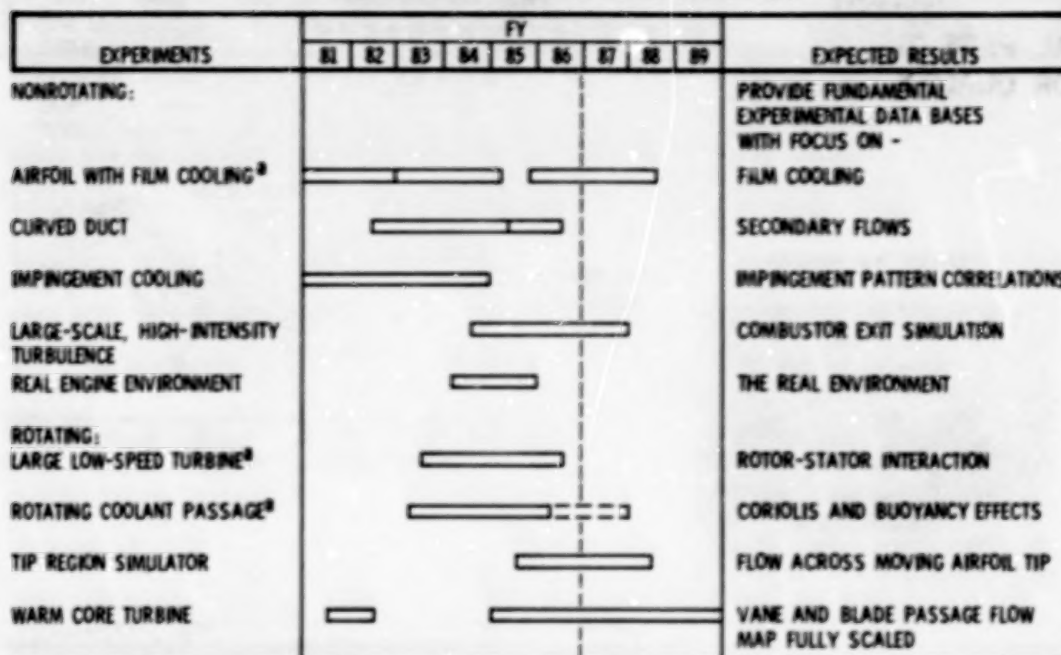 FY
EXPERIMENTS 81 82 83 84 85 86 87 88 89 EXPECTED RESULTS
NONROTATING: PROVIDE FUNDAMENTAL
EXPERIMENTAL DATA BASES
WITH FOCUS ON -
AIRFOIL WITH FILM COOLINGª FILM COOLING
CURVED DUCT SECONDARY FLOWS
IMPINGEMENT COOLING IMPINGEMENT PATTERN CORRELATIONS
LARGE-SCALE, HIGH-INTENSITY COMBUSTOR EXIT SIMULATION
TURBULENCE
REAL ENGINE ENVIRONMENT THE REAL ENVIRONMENT
ROTATING:
LARGE LOW-SPEED TURBINEª ROTOR-STATOR INTERACTION
ROTATING COOLANT PASSAGEª CORIOLIS AND BUOYANCY EFFECTS
TIP REGION SIMULATOR FLOW ACROSS MOVING AIRFOIL TIP
WARM CORE TURBINE VANE AND BLADE PASSAGE FLOW
MAP FULLY SCALED